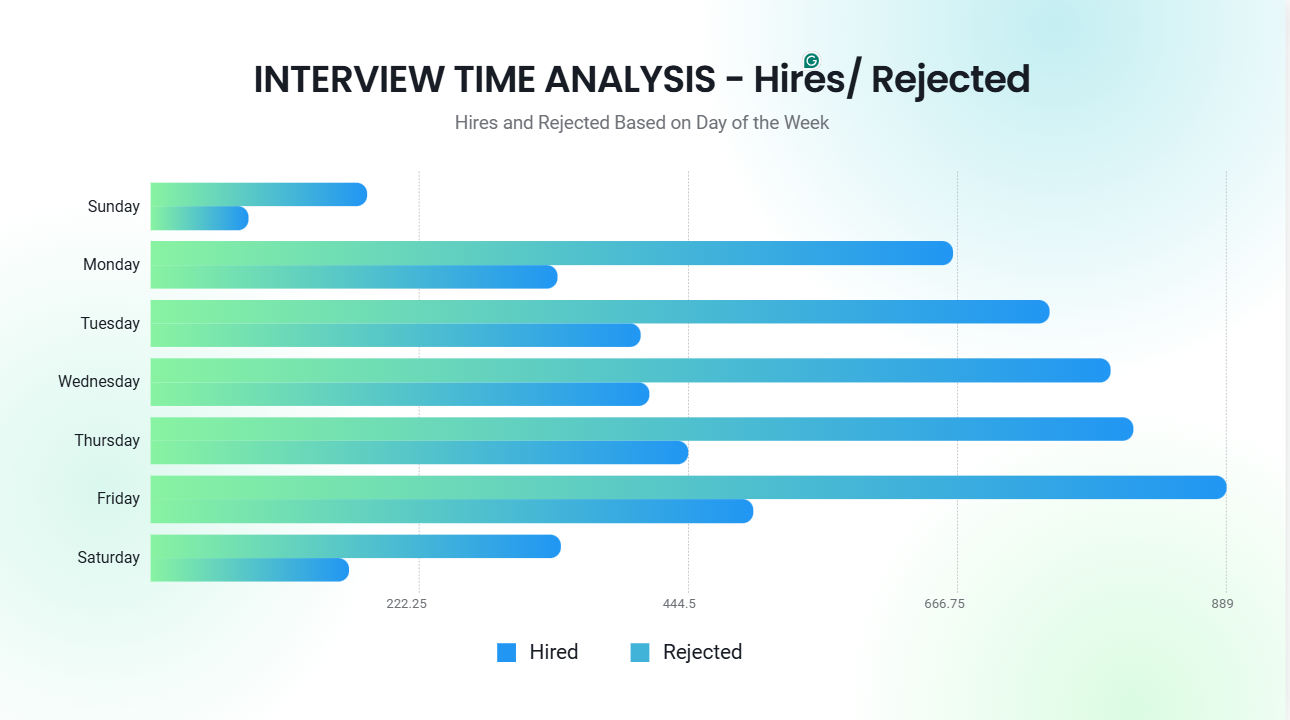 INTERVIEW TIME ANALYSIS - Hires/ Rejected
Hires and Rejected Based on Day of the Week
Sunday
Monday
Tuesday
Wednesday
Thursday
Friday
Saturday
222.25 444.5 666.75 889
Hired Rejected